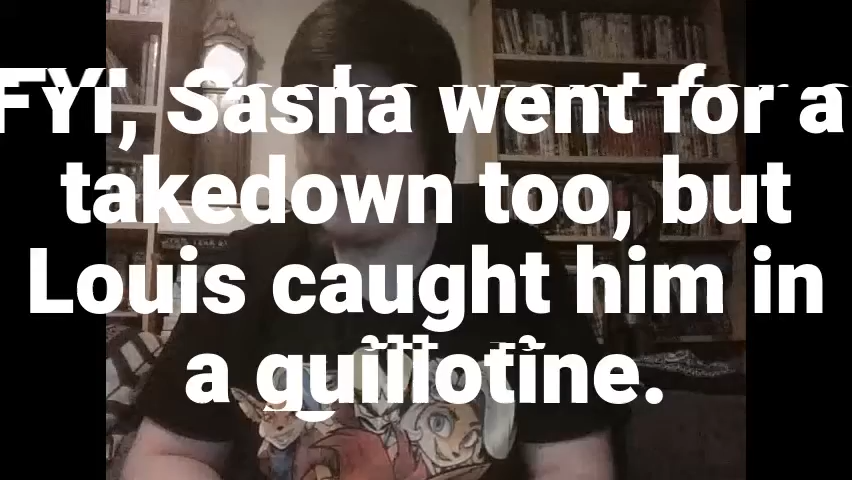 FYI, Sasha went for a
takedown too, but
Louis caught him in
a guillotine.